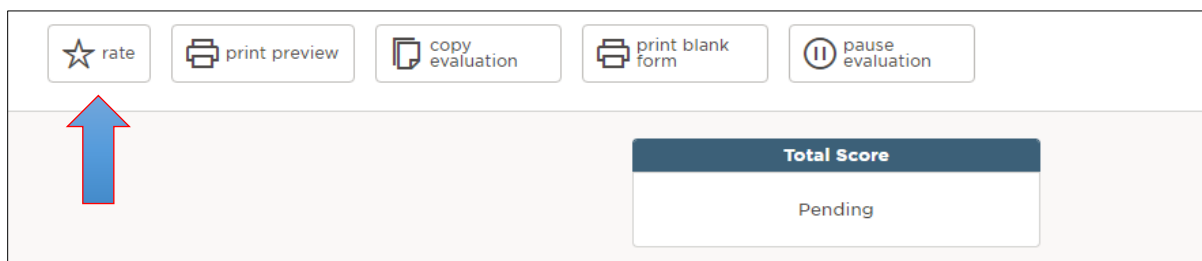 rate
print preview
copy
evaluation
print blank
form
pause
evaluation
Total Score
Pending